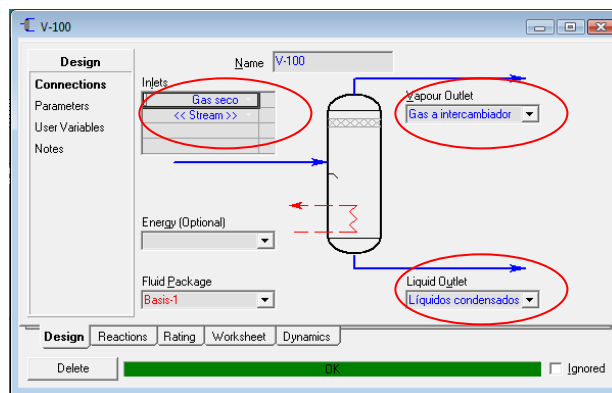 V-100
Design
Connections
Parameters
User Variables
Notes
Name
V-100
Inlets
Gas seco
<< Stream >>
Vapour Outlet
Gas a intercambiador
Energy (Optional)
Fluid Package
Basis-1
Liquid Outlet
Líquidos condensados
Design
Reactions
Rating
Worksheet
Dynamics
Delete
OK
Ignored